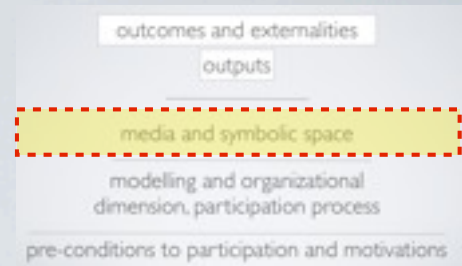 outcomes and externalities
outputs
media and symbolic space
modelling and organizational
dimension, participation process
pre-conditions to participation and motivations